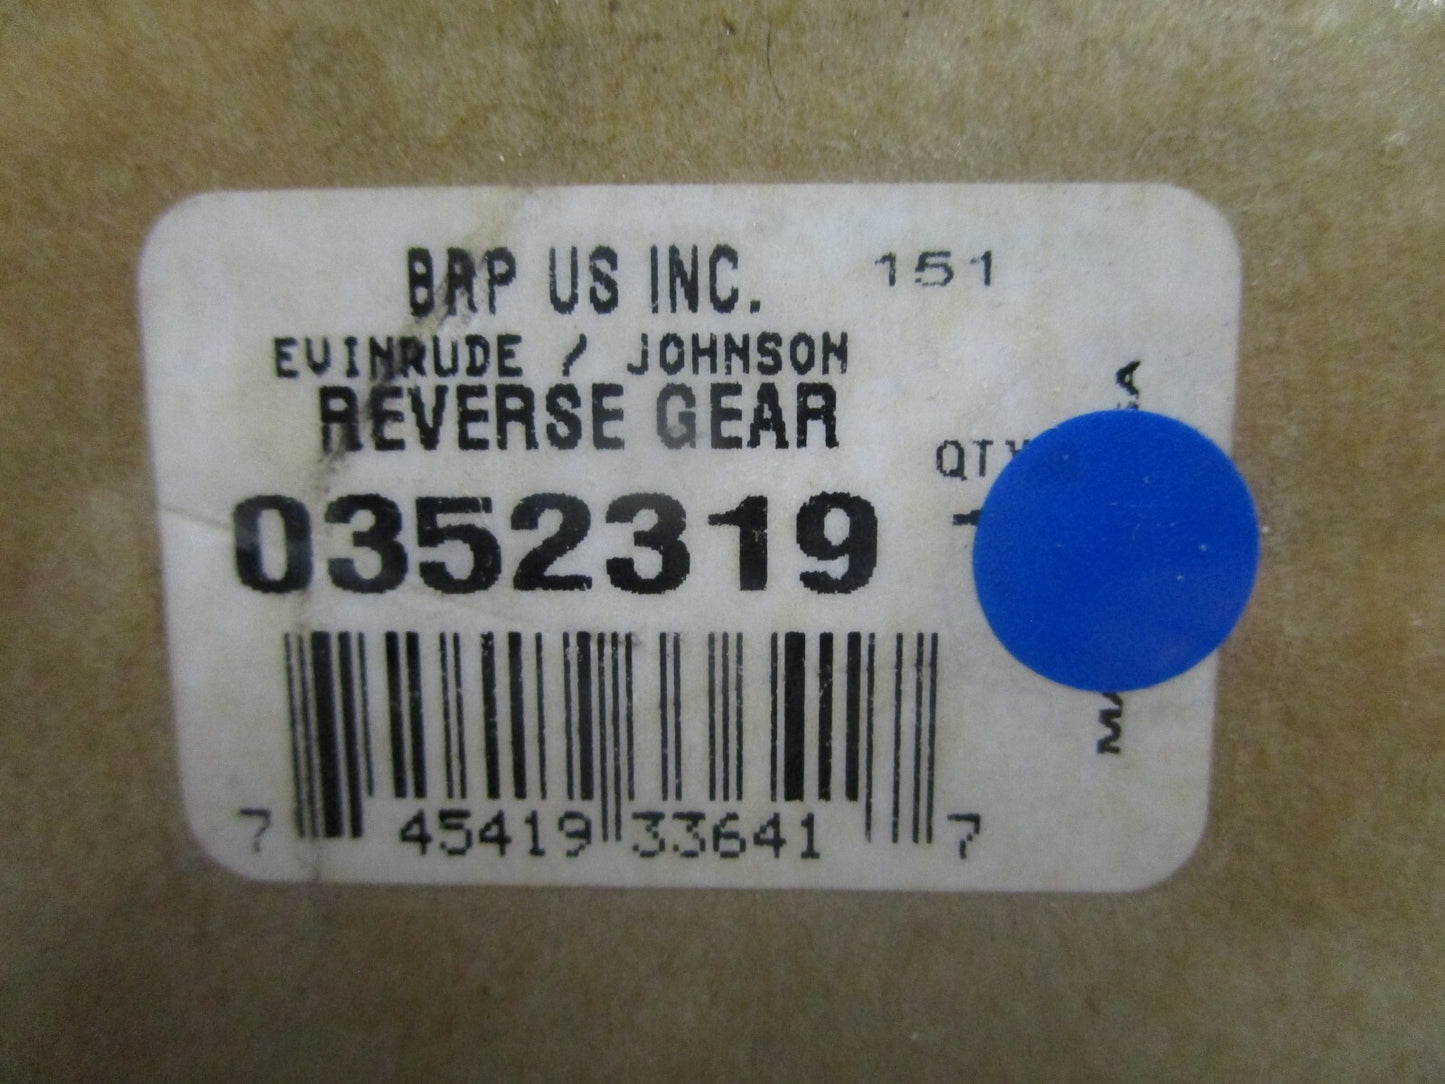 BRP US INC. 151
EVINRUDE / JOHNSON
REVERSE GEAR
0352319
7 45419 33641 7